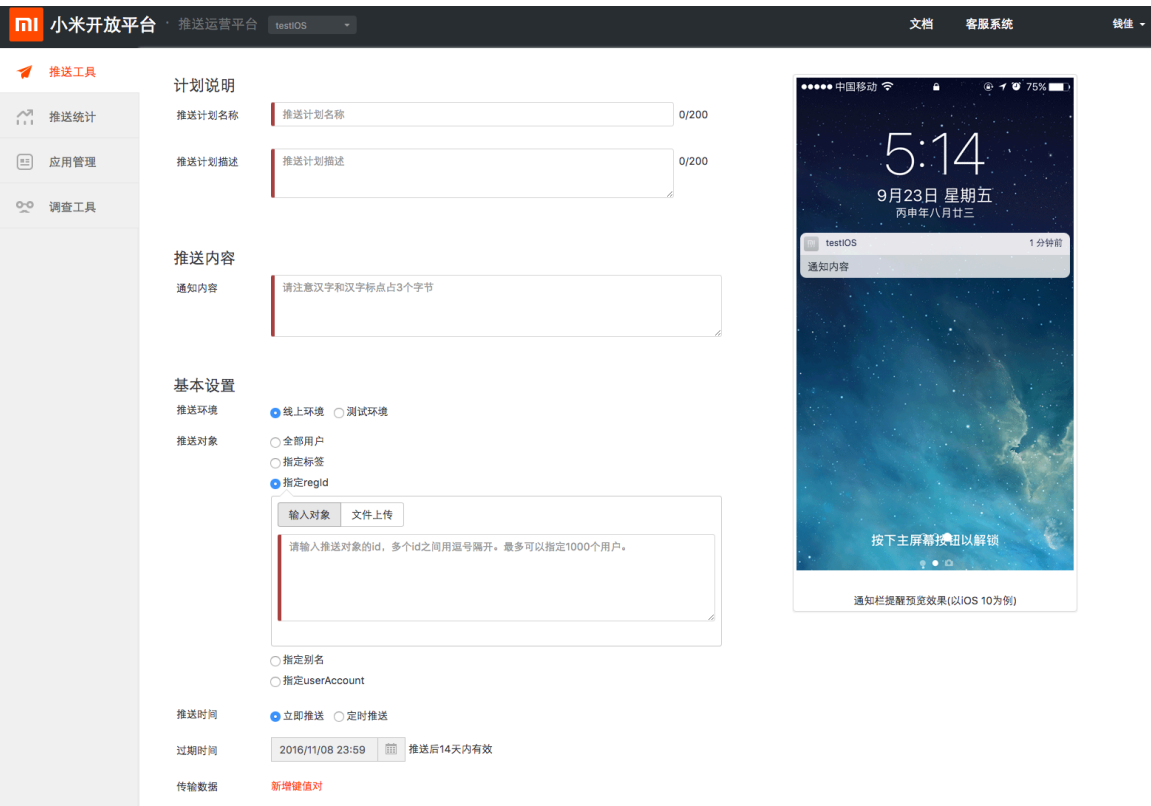 小米开放平台 · 推送运营平台 testIOS 文档 客服系统 钱佳
推送工具
推送统计
应用管理
调查工具
计划说明
推送计划名称 推送计划名称 0/200
推送计划描述 推送计划描述 0/200
推送内容
通知内容 请注意汉字和汉字标点占3个字节
基本设置
推送环境 线上环境 测试环境
推送对象 全部用户
指定标签
指定regId
输入对象 文件上传
请输入推送对象的id，多个id之间用逗号隔开。最多可以指定1000个用户。
指定别名
指定userAccount
推送时间 立即推送 定时推送
过期时间 2016/11/08 23:59 推送后14天内有效
传输数据 新增键值对
中国移动 75%
5:14
9月23日 星期五
丙申年八月廿三
testIOS 1 分钟前
通知内容
按下主屏幕按钮以解锁
通知栏提醒预览效果(以iOS 10为例)